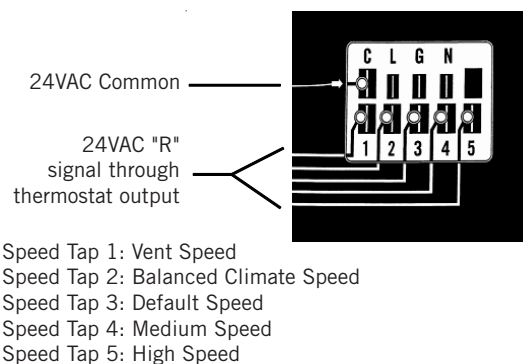 C L G N
24VAC Common
24VAC "R"
signal through
thermostat output
1 2 3 4 5
Speed Tap 1: Vent Speed
Speed Tap 2: Balanced Climate Speed
Speed Tap 3: Default Speed
Speed Tap 4: Medium Speed
Speed Tap 5: High Speed